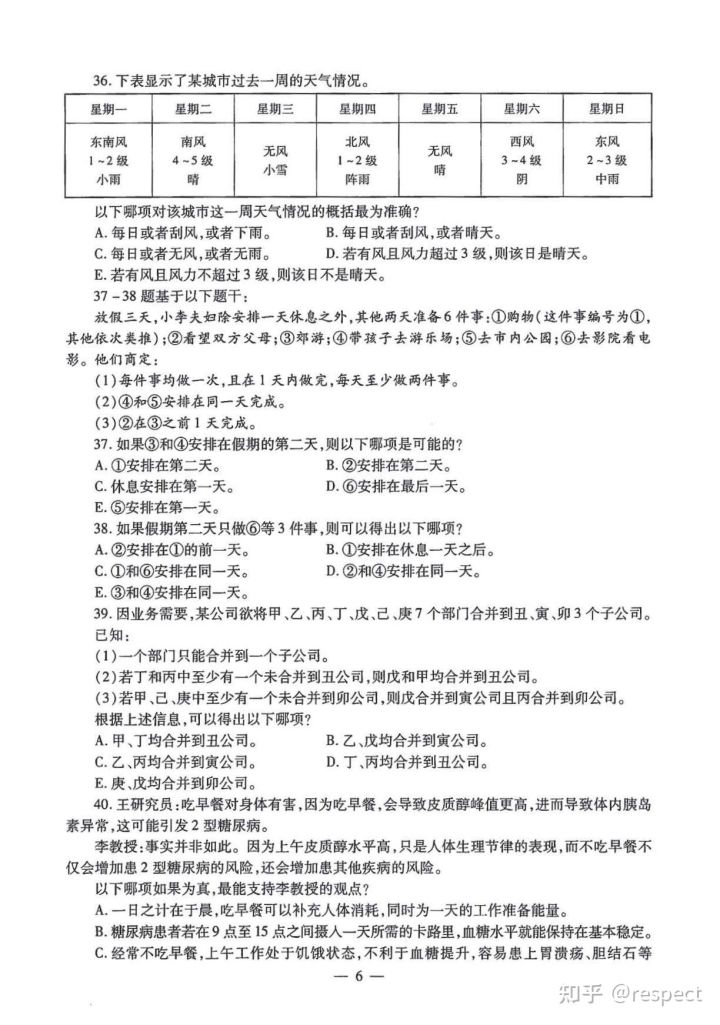 36. 下表显示了某城市过去一周的天气情况。
星期一 星期二 星期三 星期四 星期五 星期六 星期日
东南风 南风 无风 北风 无风 西风 东风
1~2 级 4~5 级 小雪 1~2 级 晴 3~4 级 2~3 级
小雨 晴 阵雨 阴 中雨
以下哪项对该城市这一周天气情况的概括最为准确?
A. 每日或者刮风,或者下雨。 B. 每日或者刮风,或者晴天。
C. 每日或者无风,或者无雨。 D. 若有风且风力超过 3 级,则该日是晴天。
E. 若有风且风力不超过 3 级,则该日不是晴天。
37-38 题基于以下题干:
放假三天,小李夫妇除安排一天休息之外,其他两天准备 6 件事:①购物(这件事编号为①,
其他依次类推);②看望双方父母;③郊游;④带孩子去游乐场;⑤去市内公园;⑥去影院看电
影。他们商定:
(1)每件事均做一次,且在 1 天内做完,每天至少做两件事。
(2)④和⑤安排在同一天完成。
(3)②在③之前 1 天完成。
37. 如果③和④安排在假期的第二天,则以下哪项是可能的?
A. ①安排在第二天。 B. ②安排在第二天。
C. 休息安排在第一天。 D. ⑥安排在最后一天。
E. ⑤安排在第一天。
38. 如果假期第二天只做⑥等 3 件事,则可以得出以下哪项?
A. ②安排在①的前一天。 B. ①安排在休息一天之后。
C. ①和⑥安排在同一天。 D. ②和④安排在同一天。
E. ③和④安排在同一天。
39. 因业务需要,某公司欲将甲、乙、丙、丁、戊、己、庚 7 个部门合并到丑、寅、卯 3 个子公司。
已知:
(1)一个部门只能合并到一个子公司。
(2)若丁和丙中至少有一个未合并到丑公司,则戊和甲均合并到丑公司。
(3)若甲、己、庚中至少有一个未合并到卯公司,则戊合并到寅公司且丙合并到卯公司。
根据上述信息,可以得出以下哪项?
A. 甲、丁均合并到丑公司。 B. 乙、戊均合并到寅公司。
C. 乙、丙均合并到寅公司。 D. 丁、丙均合并到丑公司。
E. 庚、戊均合并到卯公司。
40. 王研究员:吃早餐对身体有害,因为吃早餐,会导致皮质醇峰值更高,进而导致体内胰岛
素异常,这可能引发 2 型糖尿病。
李教授:事实并非如此。因为上午皮质醇水平高,只是人体生理节律的表现,而不吃早餐不
仅会增加患 2 型糖尿病的风险,还会增加患其他疾病的风险。
以下哪项如果为真,最能支持李教授的观点?
A. 一日之计在于晨,吃早餐可以补充人体消耗,同时为一天的工作准备能量。
B. 糖尿病患者若在 9 点至 15 点之间摄入一天所需的卡路里,血糖水平就能保持在基本稳定。
C. 经常不吃早餐,上午工作处于饥饿状态,不利于血糖提升,容易患上胃溃疡、胆结石等
— 6 —
知乎 @respect